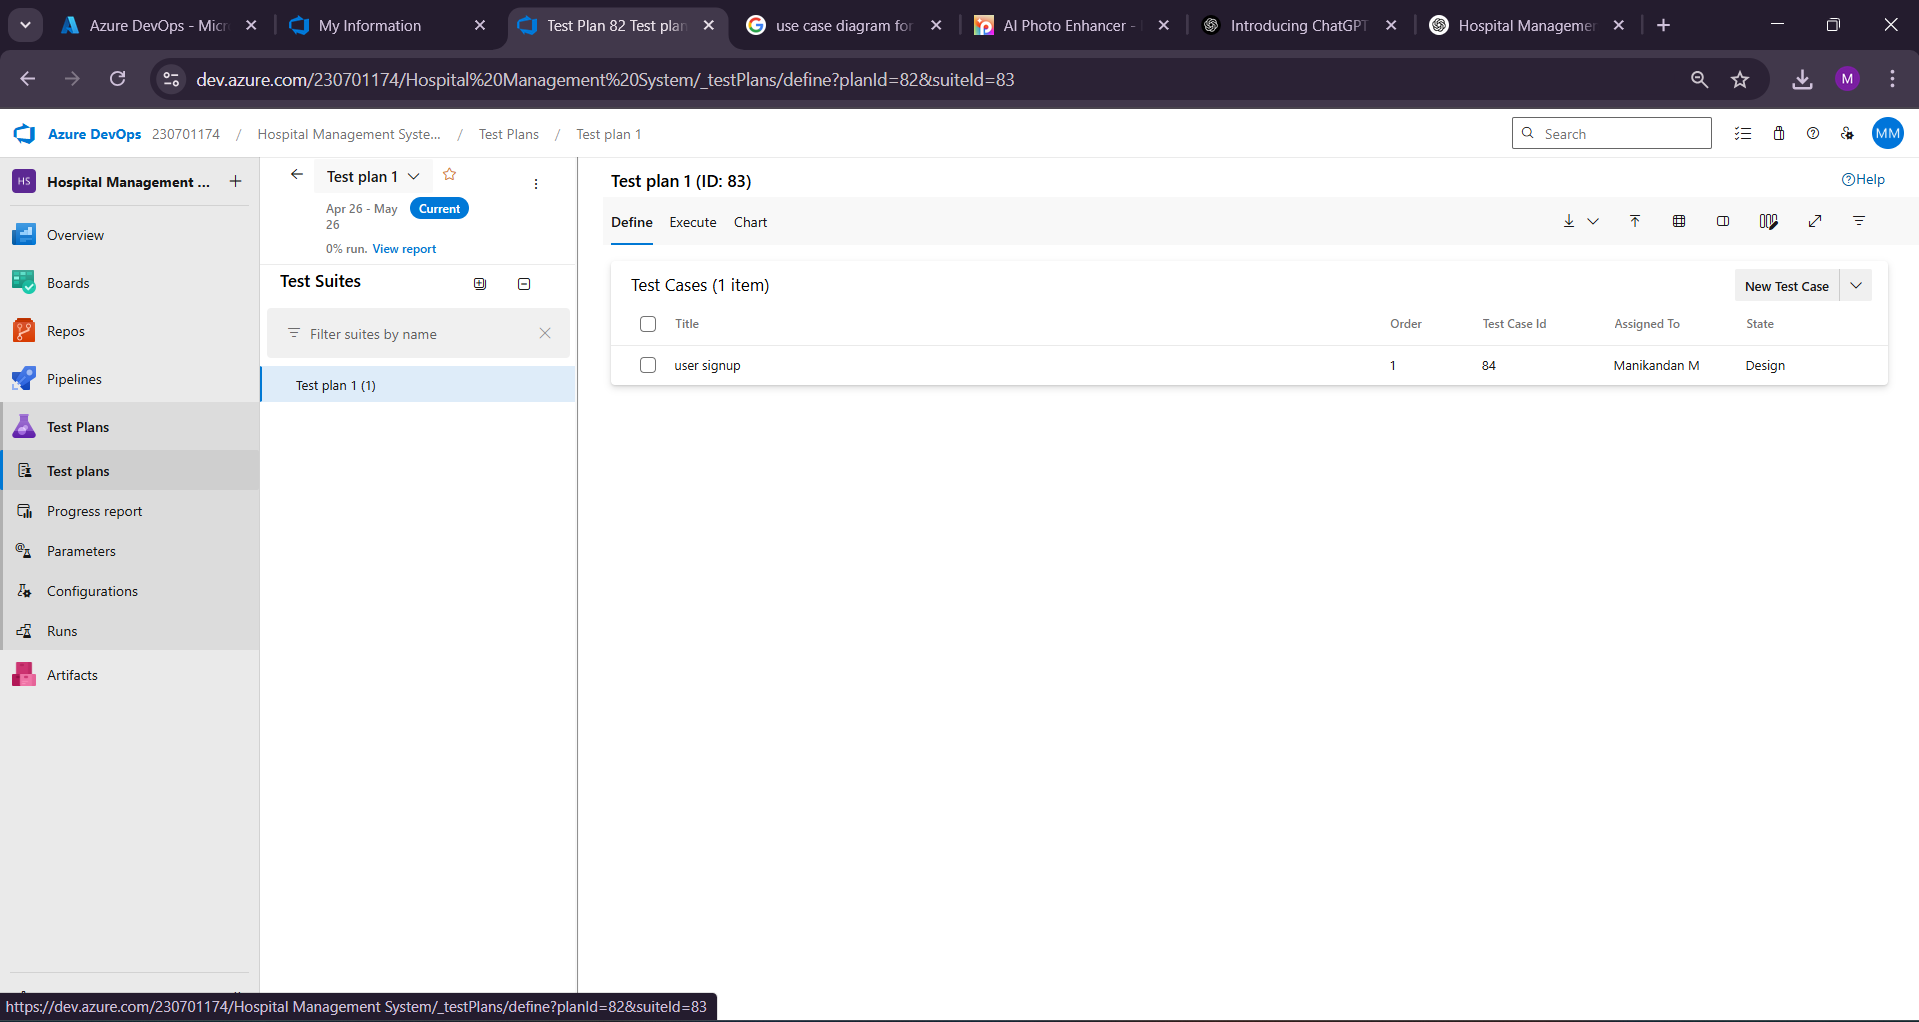 Azure DevOps - Micr
My Information
Test Plan 82 Test plan
use case diagram for
AI Photo Enhancer -
Introducing ChatGPT
Hospital Managemen
dev.azure.com/230701174/Hospital%20Management%20System/_testPlans/define?planId=82&suiteId=83
M
Azure DevOps 230701174 / Hospital Management Syste... / Test Plans / Test plan 1
Search
MM
HS Hospital Management ...
Overview
Boards
Repos
Pipelines
Test Plans
Test plans
Progress report
Parameters
Configurations
Runs
Artifacts
Test plan 1
Apr 26 - May 26
Current
0% run. View report
Test Suites
Filter suites by name
Test plan 1 (1)
Test plan 1 (ID: 83)
Help
Define Execute Chart
Test Cases (1 item)
New Test Case
Title Order Test Case Id Assigned To State
user signup 1 84 Manikandan M Design
https://dev.azure.com/230701174/Hospital Management System/_testPlans/define?planId=82&suiteId=83